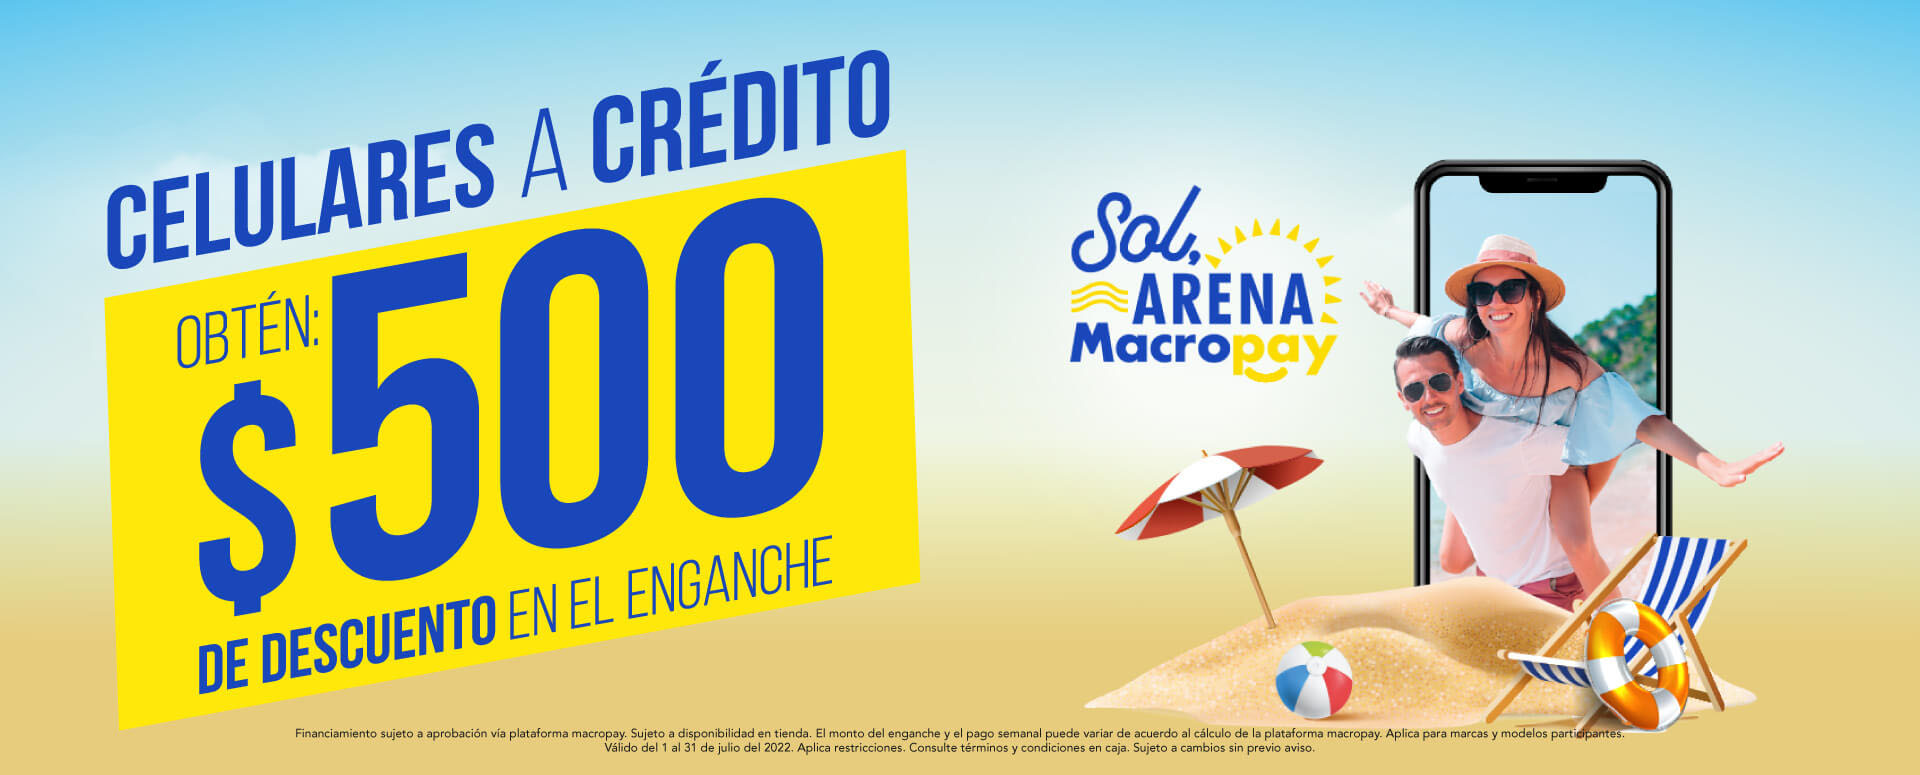 CELULARES A CRÉDITO
OBTÉN:
$500
DE DESCUENTO EN EL ENGANCHE
Sol,
ARENA
Macropay
Financiamiento sujeto a aprobación vía plataforma macropay. Sujeto a disponibilidad en tienda. El monto del enganche y el pago semanal puede variar de acuerdo al cálculo de la plataforma macropay. Aplica para marcas y modelos participantes.
Válido del 1 al 31 de julio del 2022. Aplica restricciones. Consulte términos y condiciones en caja. Sujeto a cambios sin previo aviso.